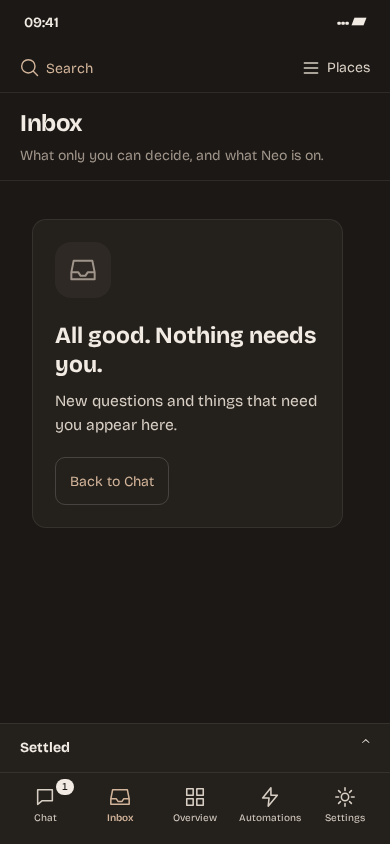 09:41
Search
Places
Inbox
What only you can decide, and what Neo is on.
All good. Nothing needs
you.
New questions and things that need
you appear here.
Back to Chat
Settled
1
Chat
Inbox
Overview
Automations
Settings